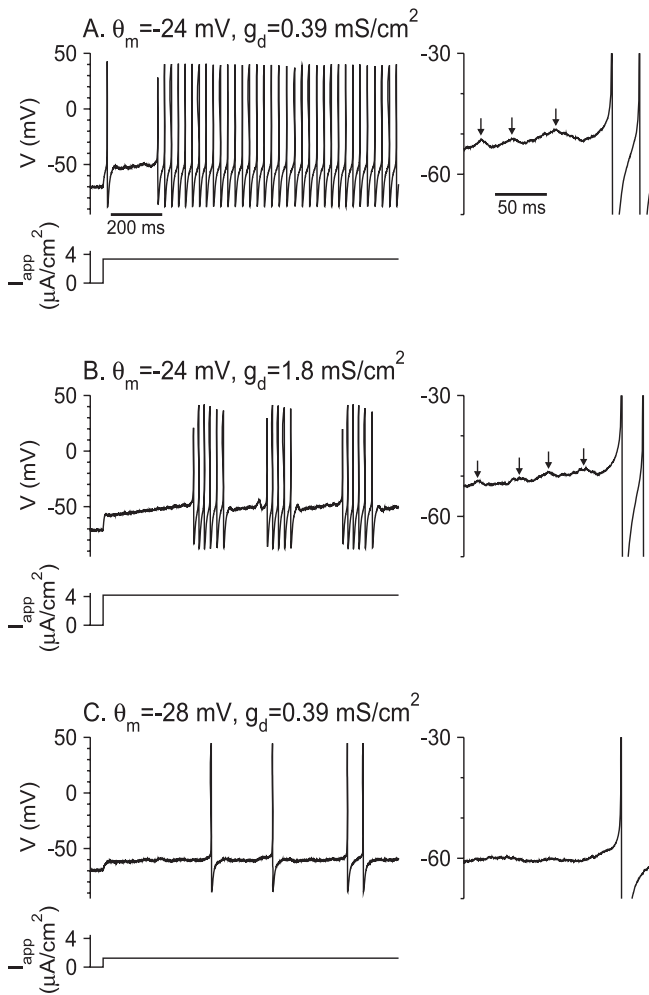 A. θm=-24 mV, gd=0.39 mS/cm2
50
0
-50
V (mV)
200 ms
-30
-60
50 ms
4
0
Iapp
(μA/cm2)
B. θm=-24 mV, gd=1.8 mS/cm2
50
0
-50
V (mV)
-30
-60
4
0
Iapp
(μA/cm2)
C. θm=-28 mV, gd=0.39 mS/cm2
50
0
-50
V (mV)
-30
-60
4
0
Iapp
(μA/cm2)